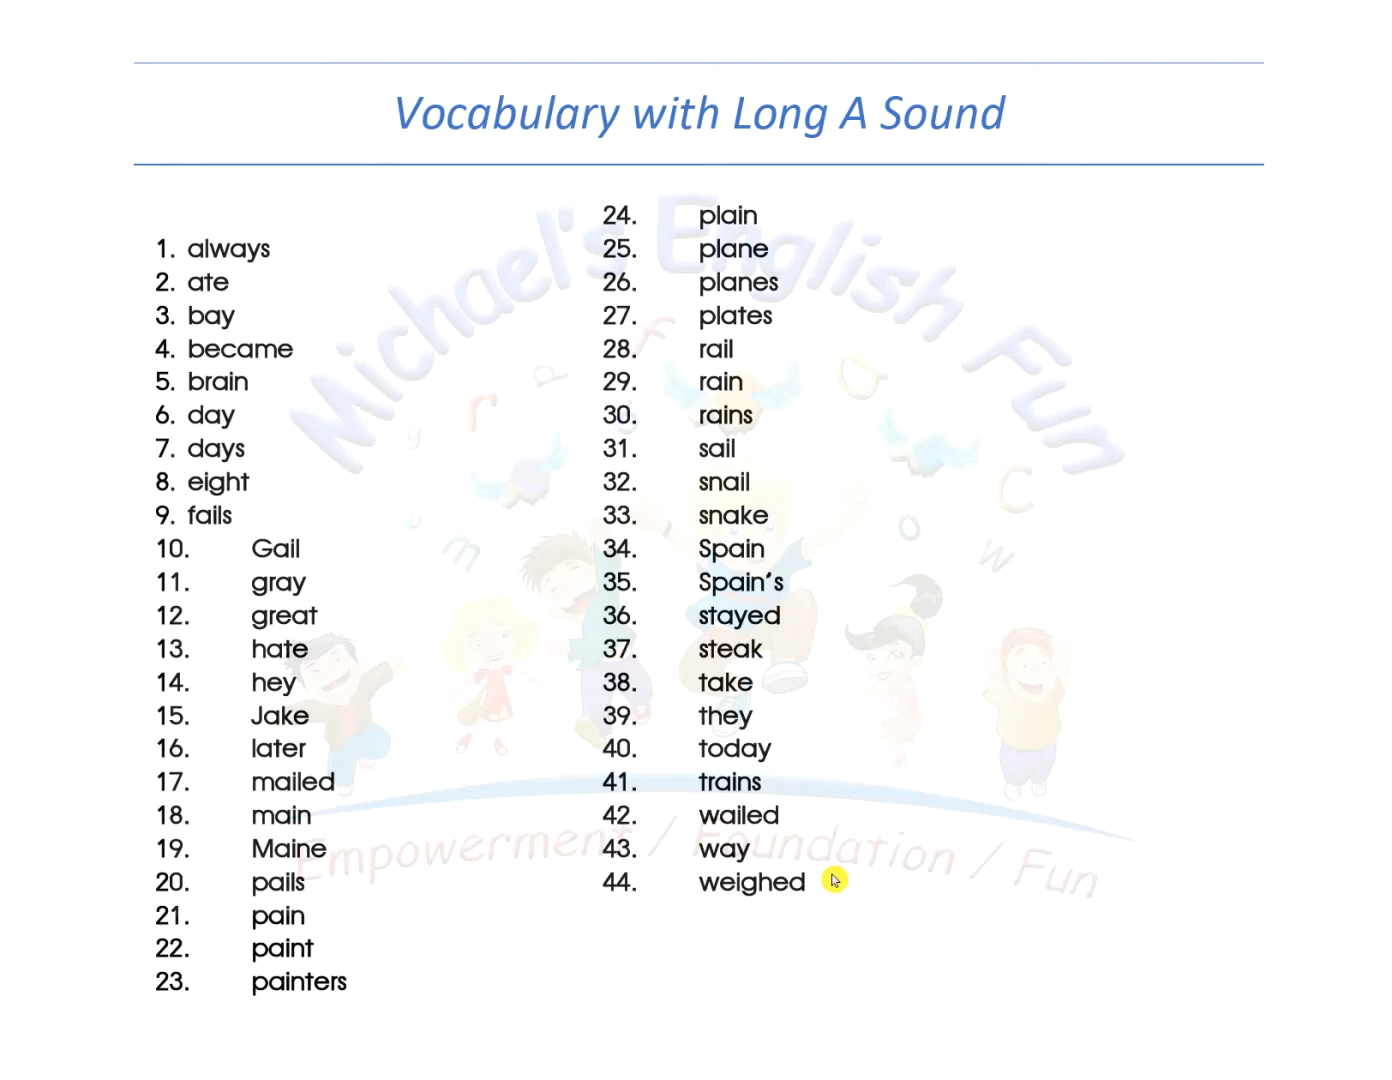 Vocabulary with Long A Sound
Michael's English Fun
1. always
2. ate
3. bay
4. became
5. brain
6. day
7. days
8. eight
9. fails
10. Gail
11. gray
12. great
13. hate
14. hey
15. Jake
16. later
17. mailed
18. main
19. Maine
20. pails
21. pain
22. paint
23. painters
24. plain
25. plane
26. planes
27. plates
28. rail
29. rain
30. rains
31. sail
32. snail
33. snake
34. Spain
35. Spain's
36. stayed
37. steak
38. take
39. they
40. today
41. trains
42. wailed
43. way
44. weighed
Empowerment / Foundation / Fun